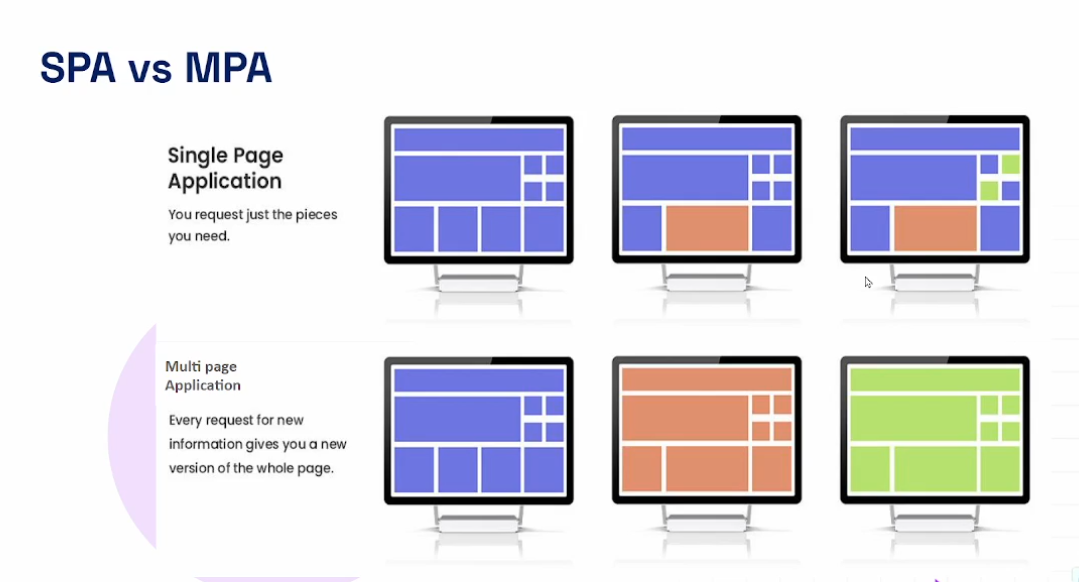 SPA vs MPA
Single Page
Application
You request just the pieces
you need.
Multi page
Application
Every request for new
information gives you a new
version of the whole page.